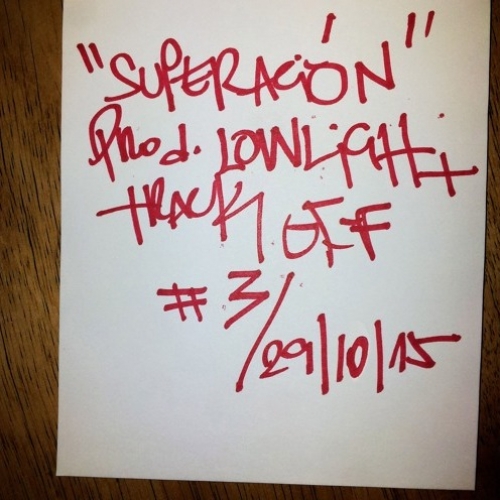 "SUPERACIÓN"
Prod. LOWLiGHt
tRACK OFF
# 3/29/10/15